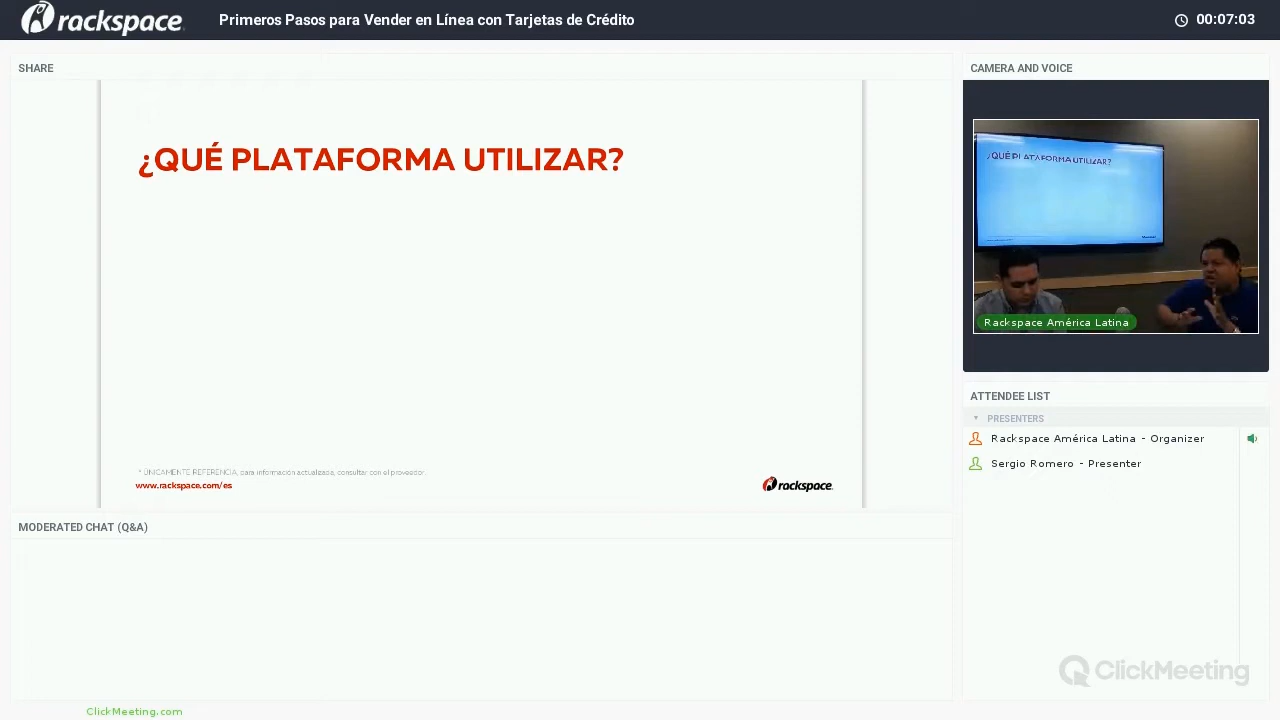 rackspace
Primeros Pasos para Vender en Línea con Tarjetas de Crédito
00:07:03
SHARE
¿QUÉ PLATAFORMA UTILIZAR?
* ÚNICAMENTE REFERENCIA, para información actualizada, consultar con el proveedor.
www.rackspace.com/es
rackspace
CAMERA AND VOICE
¿QUÉ PLATAFORMA UTILIZAR?
Rackspace América Latina
ATTENDEE LIST
PRESENTERS
Rackspace América Latina - Organizer
Sergio Romero - Presenter
MODERATED CHAT (Q&A)
ClickMeeting
ClickMeeting.com